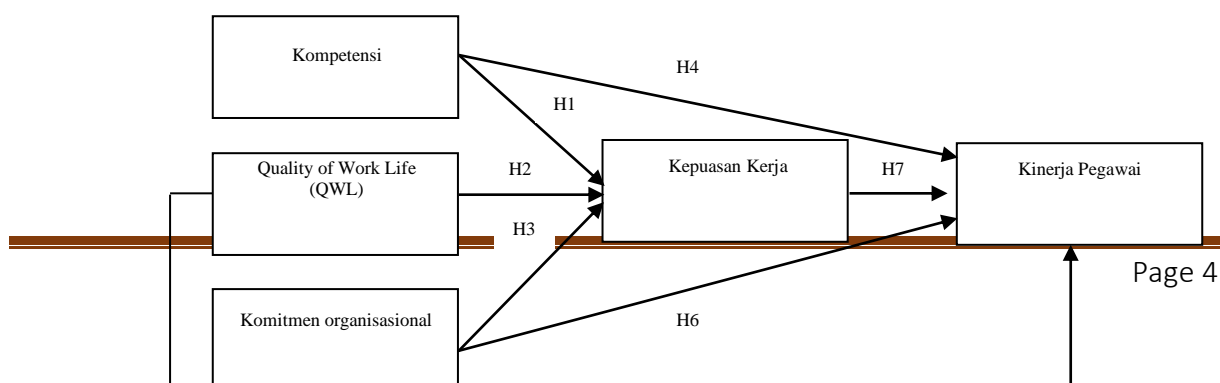 Kompetensi
H4
H1
Quality of Work Life
(QWL)
H2
Kepuasan Kerja
H7
Kinerja Pegawai
H3
Page 4
Komitmen organisasional
H6